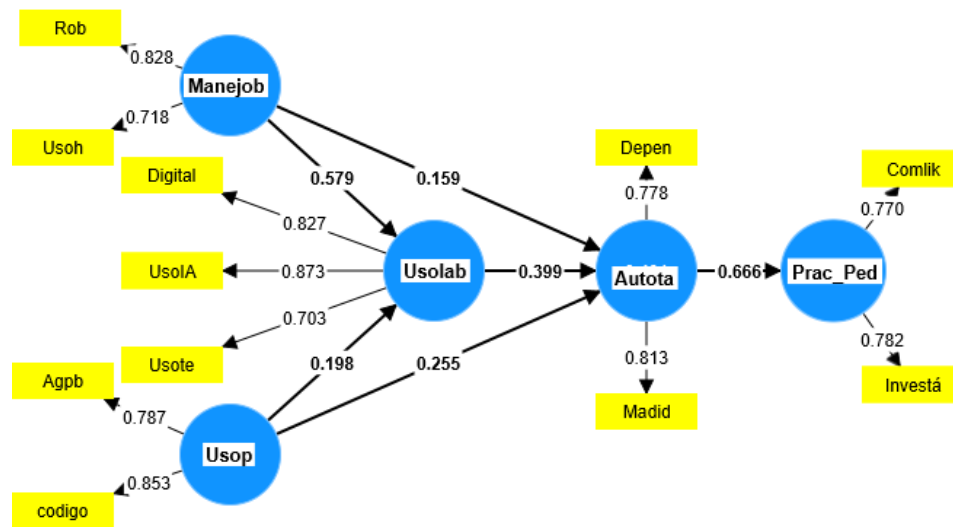 Rob
0.828
Manejob
0.718
Usoh
Depen
Digital
0.579
0.159
Comlik
0.778
0.770
0.827
UsoIA
0.873
Usolab
0.399
Autota
0.666
Prac_Ped
0.703
Usote
0.198
0.255
0.813
0.782
Agpb
Investá
0.787
Madid
Usop
0.853
codigo